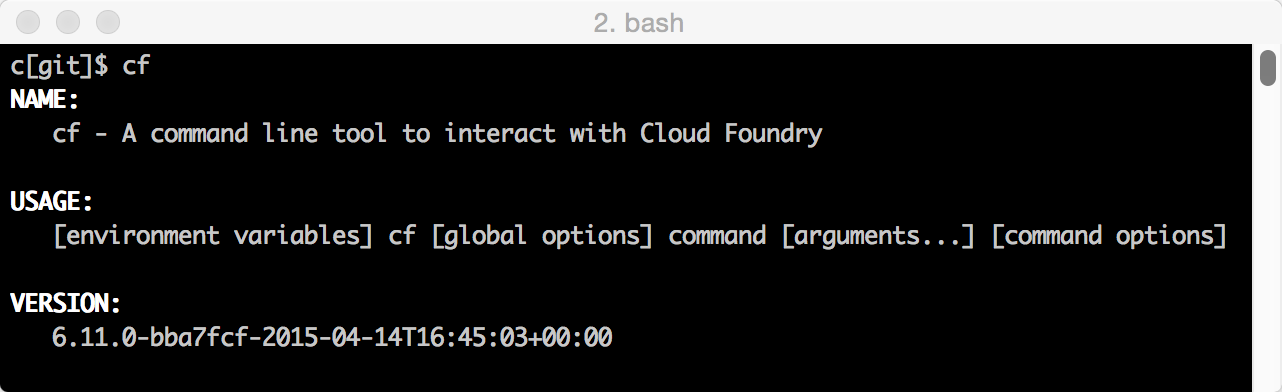 2. bash
c[git]$ cf
NAME:
   cf - A command line tool to interact with Cloud Foundry
USAGE:
   [environment variables] cf [global options] command [arguments...] [command options]
VERSION:
   6.11.0-bba7fcf-2015-04-14T16:45:03+00:00